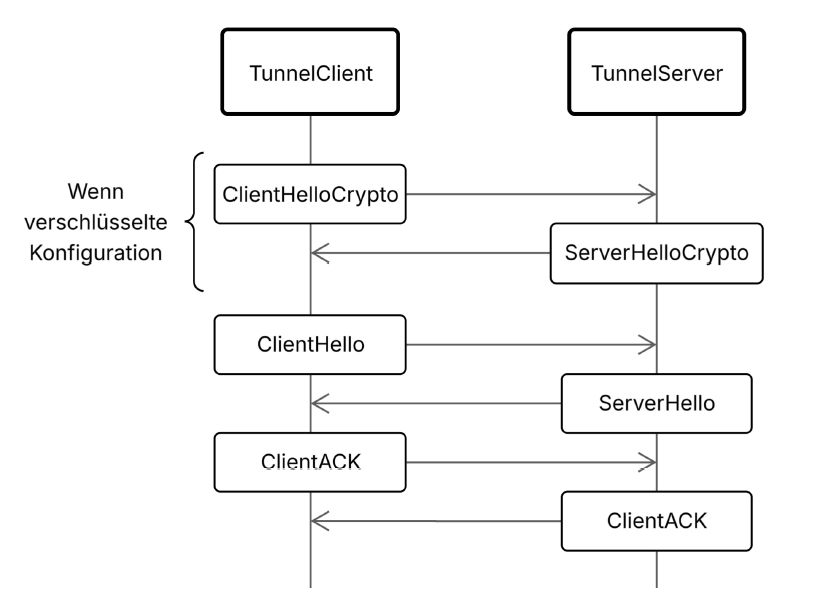 TunnelClient
TunnelServer
Wenn
verschlüsselte
Konfiguration
ClientHelloCrypto
ServerHelloCrypto
ClientHello
ServerHello
ClientACK
ClientACK